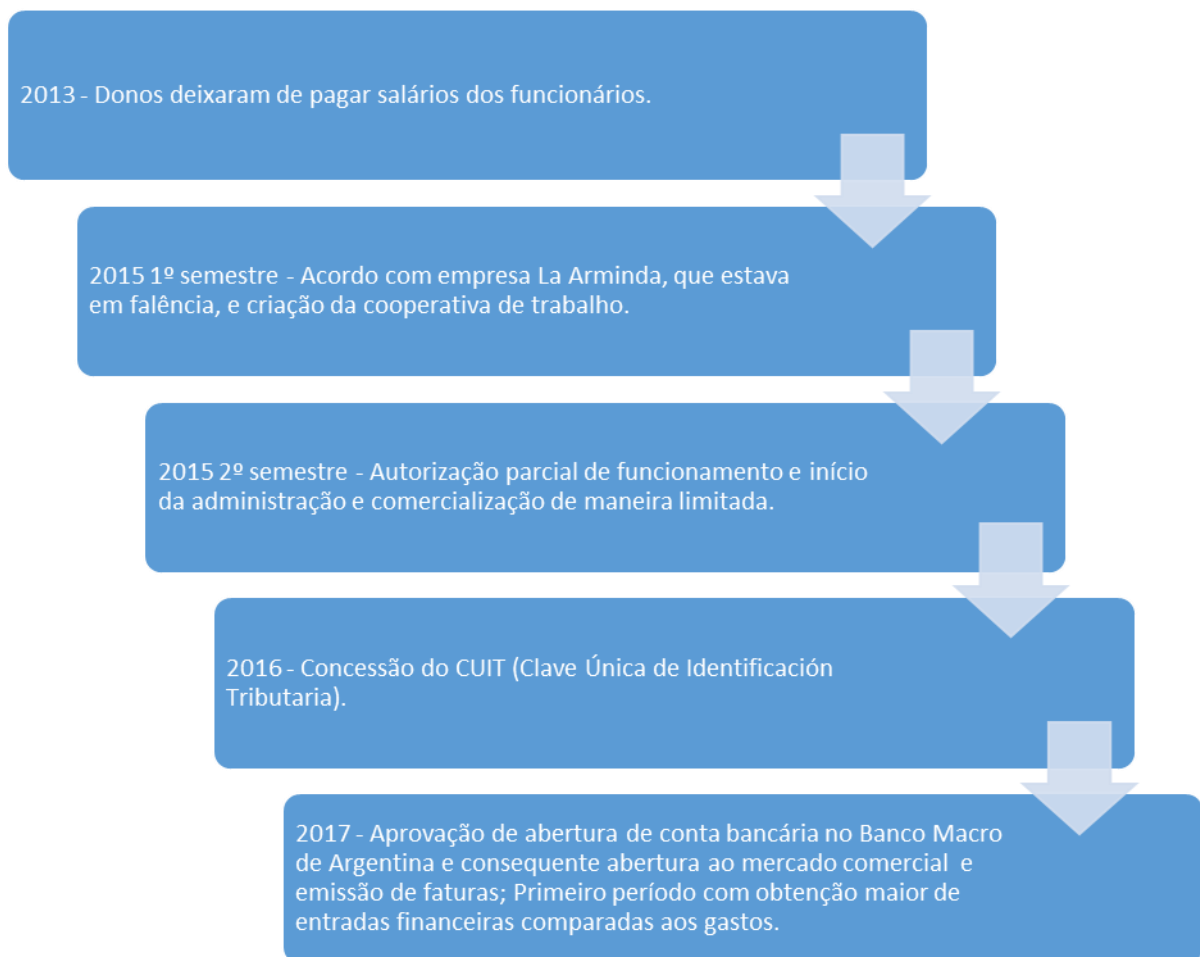 2013 - Donos deixaram de pagar salários dos funcionários.
2015 1º semestre - Acordo com empresa La Arminda, que estava
em falência, e criação da cooperativa de trabalho.
2015 2º semestre - Autorização parcial de funcionamento e início
da administração e comercialização de maneira limitada.
2016 - Concessão do CUIT (Clave Única de Identificación
Tributaria).
2017 - Aprovação de abertura de conta bancária no Banco Macro
de Argentina e consequente abertura ao mercado comercial e
emissão de faturas; Primeiro período com obtenção maior de
entradas financeiras comparadas aos gastos.